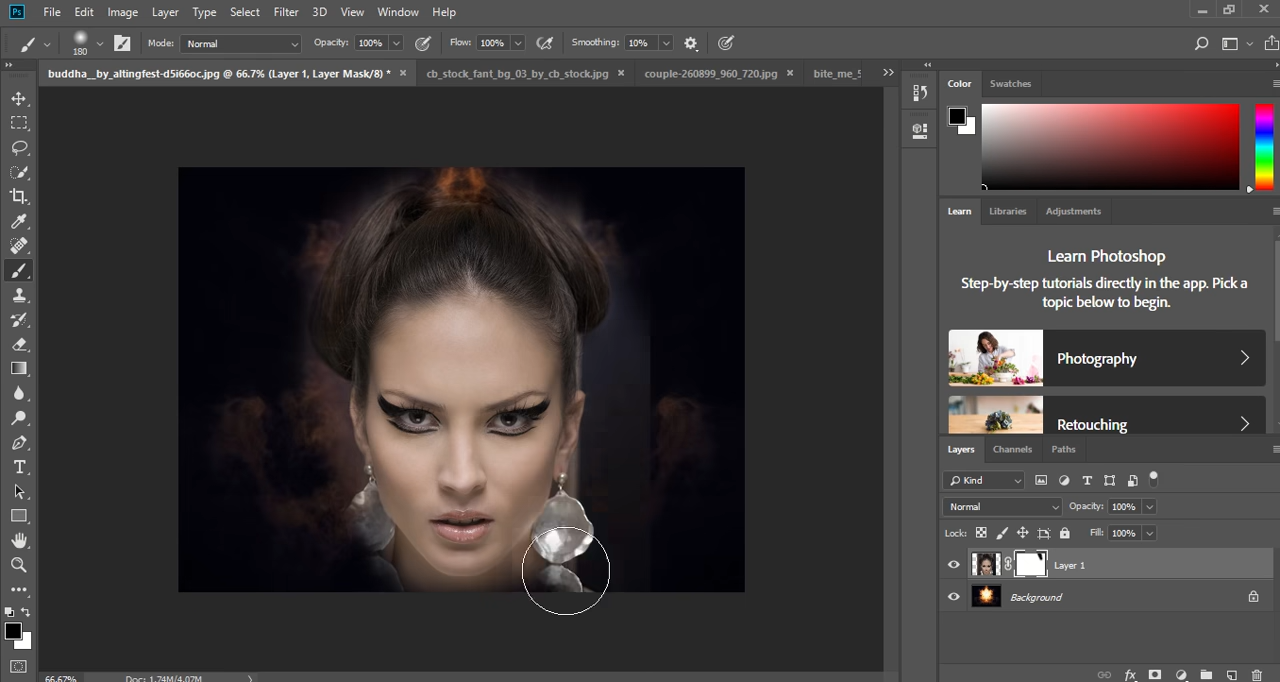 Ps File Edit Image Layer Type Select Filter 3D View Window Help
180 Mode: Normal Opacity: 100% Flow: 100% Smoothing: 10%
buddha__by_altingfest-d5i66oc.jpg @ 66.7% (Layer 1, Layer Mask/8) * × cb_stock_fant_bg_03_by_cb_stock.jpg × couple-260899_960_720.jpg × bite_me_5
Color Swatches
Learn Libraries Adjustments
Learn Photoshop
Step-by-step tutorials directly in the app. Pick a
topic below to begin.
Photography
Retouching
Layers Channels Paths
Kind
Normal Opacity: 100%
Lock: Fill: 100%
Layer 1
Background
66.67% Doc: 1.74M/4.07M